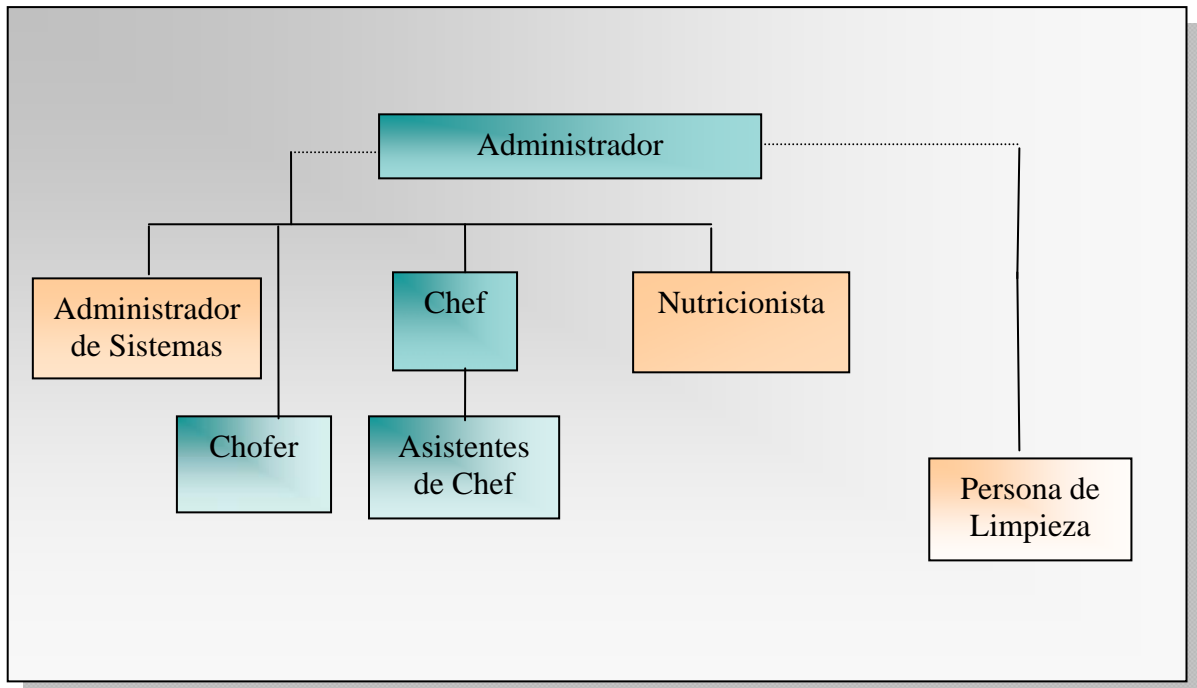 Administrador
Administrador
de Sistemas
Chef
Nutricionista
Chofer
Asistentes
de Chef
Persona de
Limpieza